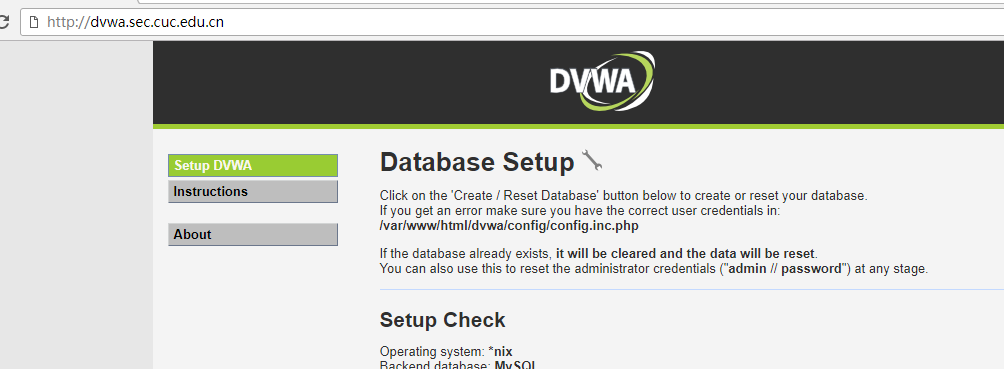 http://dvwa.sec.cuc.edu.cn
DVWA
Setup DVWA
Instructions
About
Database Setup
Click on the 'Create / Reset Database' button below to create or reset your database.
If you get an error make sure you have the correct user credentials in:
/var/www/html/dvwa/config/config.inc.php
If the database already exists, it will be cleared and the data will be reset.
You can also use this to reset the administrator credentials ("admin // password") at any stage.
Setup Check
Operating system: *nix
Backend database: MySQL